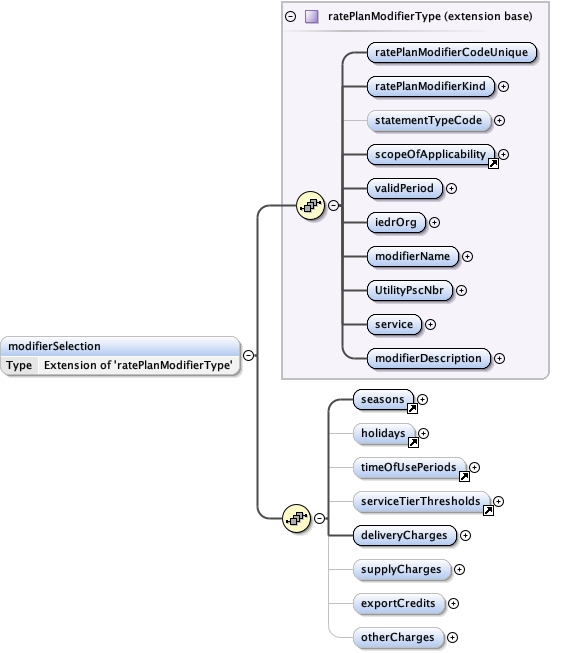 ratePlanModifierType (extension base)
ratePlanModifierCodeUnique
ratePlanModifierKind
statementTypeCode
scopeOfApplicability
validPeriod
iedrOrg
modifierName
UtilityPscNbr
service
modifierDescription
modifierSelection
Type Extension of 'ratePlanModifierType'
seasons
holidays
timeOfUsePeriods
serviceTierThresholds
deliveryCharges
supplyCharges
exportCredits
otherCharges